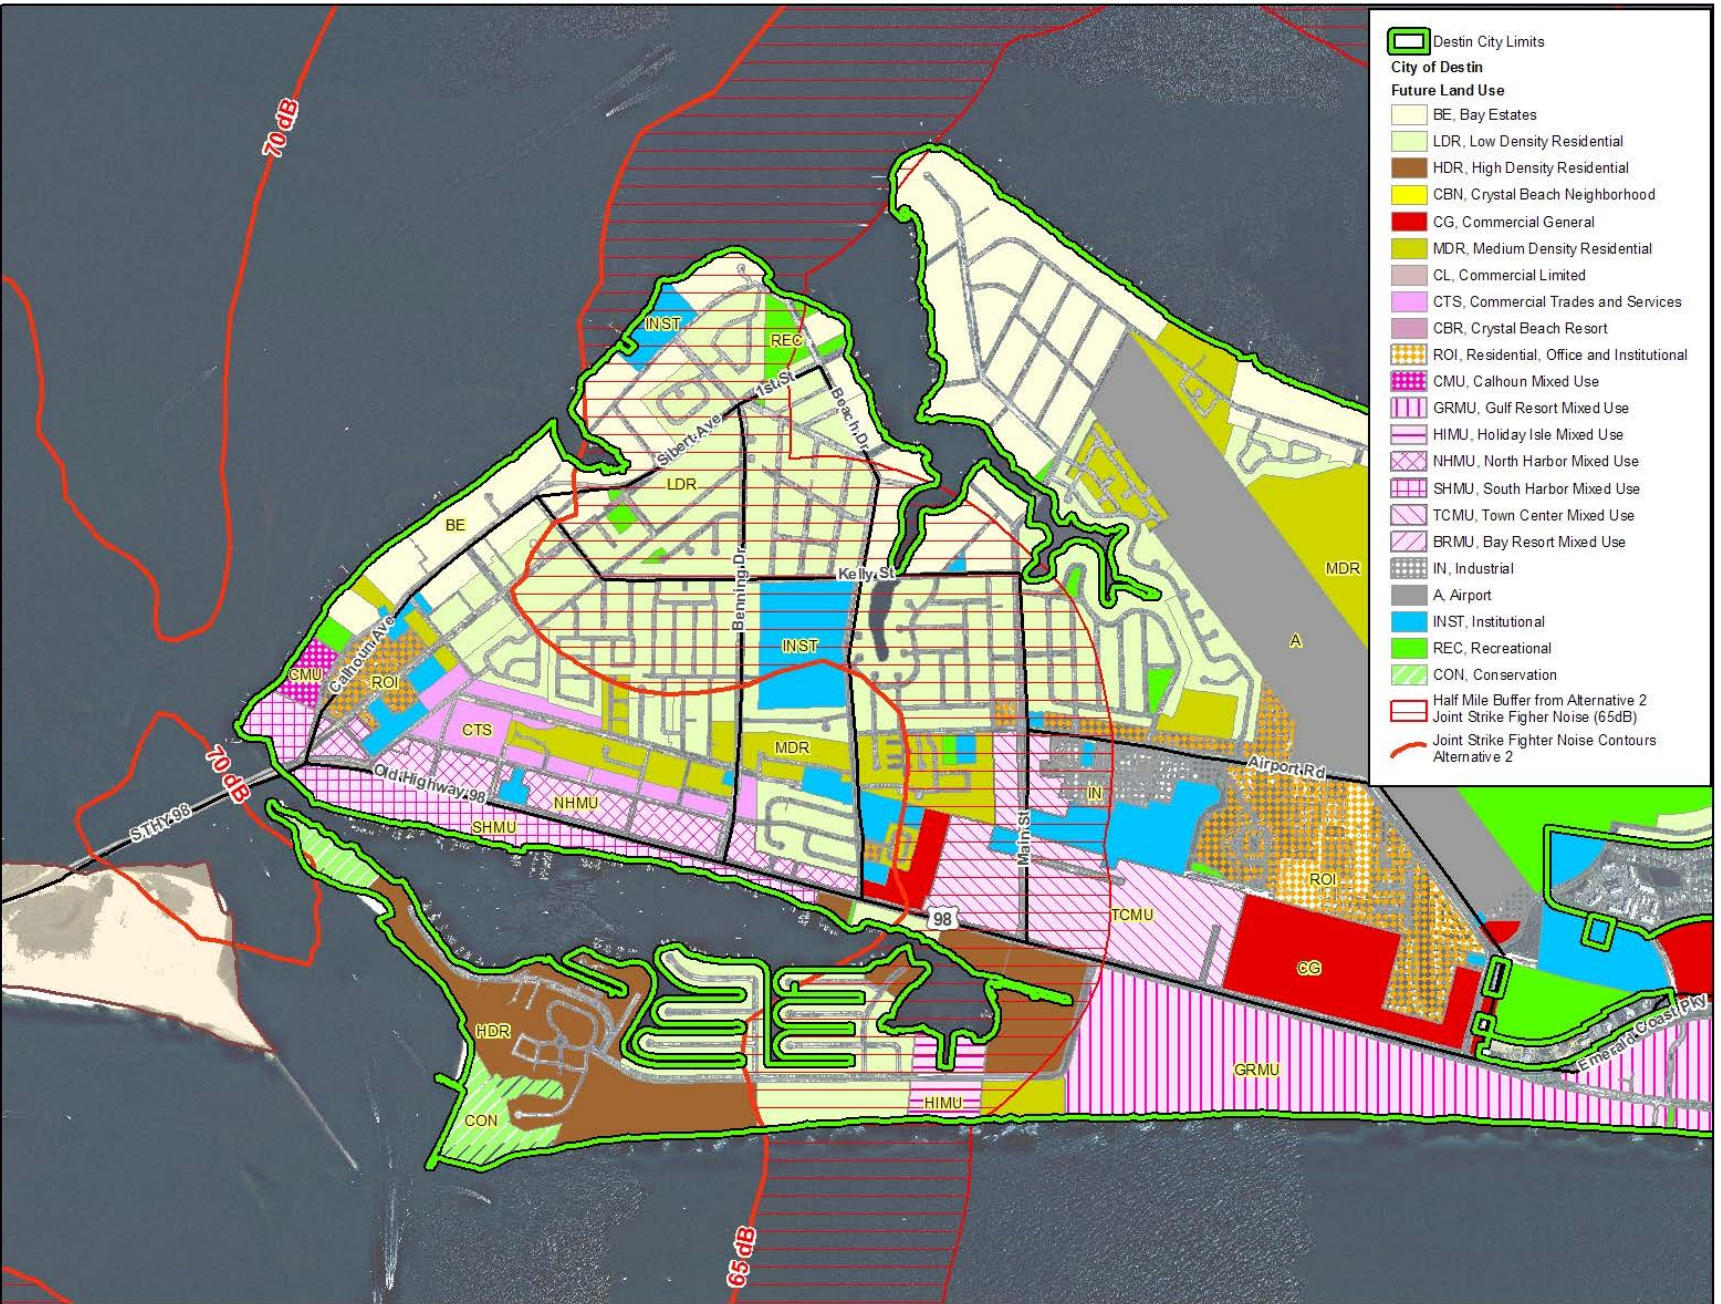 Destin City Limits
City of Destin
Future Land Use
BE, Bay Estates
LDR, Low Density Residential
HDR, High Density Residential
CBN, Crystal Beach Neighborhood
CG, Commercial General
MDR, Medium Density Residential
CL, Commercial Limited
CTS, Commercial Trades and Services
CBR, Crystal Beach Resort
ROI, Residential, Office and Institutional
CMU, Calhoun Mixed Use
GRMU, Gulf Resort Mixed Use
HIMU, Holiday Isle Mixed Use
NHMU, North Harbor Mixed Use
SHMU, South Harbor Mixed Use
TCMU, Town Center Mixed Use
BRMU, Bay Resort Mixed Use
IN, Industrial
A, Airport
INST, Institutional
REC, Recreational
CON, Conservation
Half Mile Buffer from Alternative 2
Joint Strike Figher Noise (65dB)
Joint Strike Fighter Noise Contours
Alternative 2
70 dB
INST
REC
1st St
Beach Dr
Sibert Ave
LDR
BE
Benning Dr
Kelly St
MDR
A
INST
Calhoun Ave
CMU
ROI
CTS
MDR
70 dB
Old Highway 98
STHY 98
NHMU
SHMU
Airport Rd
IN
Main St
ROI
98
TCMU
CG
HDR
Emerald Coast Pky
GRMU
HIMU
CON
65 dB